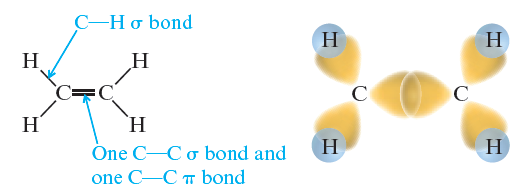 C—H σ bond
H H
C=C
H H
One C—C σ bond and
one C—C π bond
H H
C C
H H